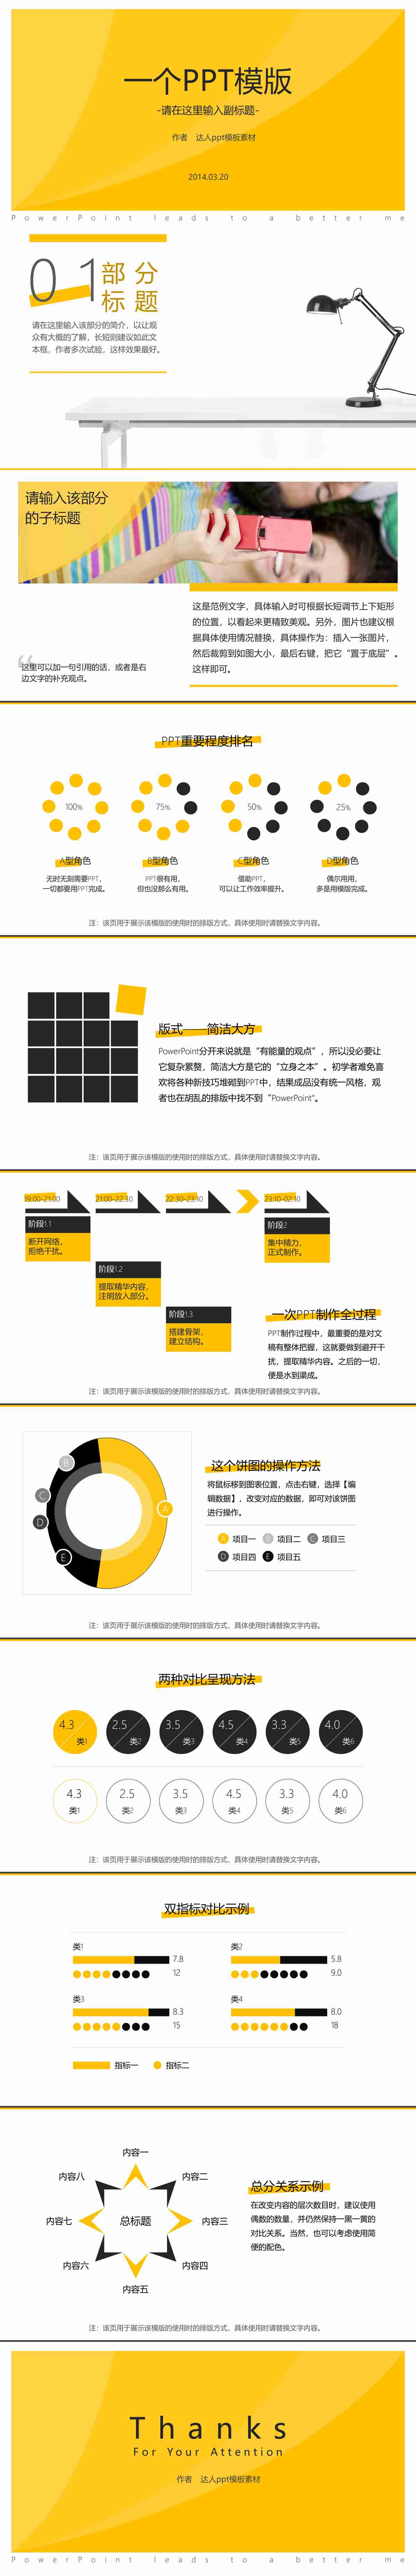 一个PPT模版
-请在这里输入副标题-
作者 达人ppt模板素材
2014.03.20
PowerPoint leads to a better me
01部分
标题
请在这里输入该部分的简介，以让观
众有大概的了解，长短则建议如此文
本框，作者多次试验，这样效果最好。
请输入该部分
的子标题
这是范例文字，具体输入时可根据长短调节上下矩形
的位置，以看起来更精致美观。另外，图片也建议根
据具体使用情况替换，具体操作为：插入一张图片，
然后裁剪到如图大小，最后右键，把它“置于底层”。
这样即可。
“
这里可以加一句引用的话，或者是右
边文字的补充观点。
PPT重要程度排名
100%
75%
50%
25%
A型角色
B型角色
C型角色
D型角色
无时无刻需要PPT，
一切都要用PPT完成。
PPT很有用，
但也没那么有用。
借助PPT，
可以让工作效率提升。
偶尔用用，
多是用模版完成。
注：该页用于展示该模版的使用时的排版方式，具体使用时请替换文字内容。
版式——简洁大方
PowerPoint分开来说就是“有能量的观点”，所以没必要让
它复杂累赘，简洁大方是它的“立身之本”。初学者难免喜
欢将各种新技巧堆砌到PPT中，结果成品没有统一风格，观
者也在胡乱的排版中找不到“PowerPoint”。
注：该页用于展示该模版的使用时的排版方式，具体使用时请替换文字内容。
19:00-21:00
21:00-22:30
22:30-23:10
23:10-02:10
阶段1.1
断开网络，
拒绝干扰。
阶段2
集中精力，
正式制作。
阶段1.2
提取精华内容，
注明放入部分。
阶段1.3
搭建骨架，
建立结构。
一次PPT制作全过程
PPT制作过程中，最重要的是对文
稿有整体把握，这就要做到避开干
扰，提取精华内容。之后的一切，
便是水到渠成。
注：该页用于展示该模版的使用时的排版方式，具体使用时请替换文字内容。
B
C
D
E
A
这个饼图的操作方法
将鼠标移到图表位置，点击右键，选择【编
辑数据】，改变对应的数据，即可对该饼图
进行操作。
A 项目一 B 项目二 C 项目三
D 项目四 E 项目五
注：该页用于展示该模版的使用时的排版方式，具体使用时请替换文字内容。
两种对比呈现方法
4.3 类1
2.5 类2
3.5 类3
4.5 类4
3.3 类5
4.0 类6
4.3 类1
2.5 类2
3.5 类3
4.5 类4
3.3 类5
4.0 类6
注：该页用于展示该模版的使用时的排版方式，具体使用时请替换文字内容。
双指标对比示例
类1
7.8
12
类2
5.8
9.0
类3
8.3
15
类4
8.0
18
指标一
指标二
内容一
内容二
内容三
内容四
内容五
内容六
内容七
内容八
总标题
总分关系示例
在改变内容的层次数目时，建议使用
偶数的数量，并仍然保持一黑一黄的
对比关系。当然，也可以考虑使用简
便的配色。
注：该页用于展示该模版的使用时的排版方式，具体使用时请替换文字内容。
Thanks
For Your Attention
作者 达人ppt模板素材
PowerPoint leads to a better me